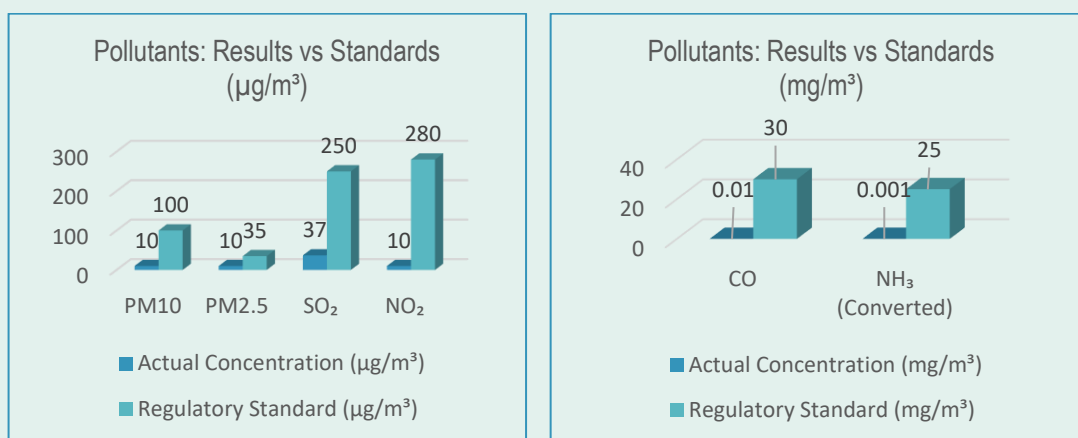 Pollutants: Results vs Standards
(µg/m³)
300
200
100
0
10
100
10
35
37
250
10
280
PM10
PM2.5
SO₂
NO₂
Actual Concentration (µg/m³)
Regulatory Standard (µg/m³)
Pollutants: Results vs Standards
(mg/m³)
40
20
0
0.01
30
0.001
25
CO
NH₃
(Converted)
Actual Concentration (mg/m³)
Regulatory Standard (mg/m³)